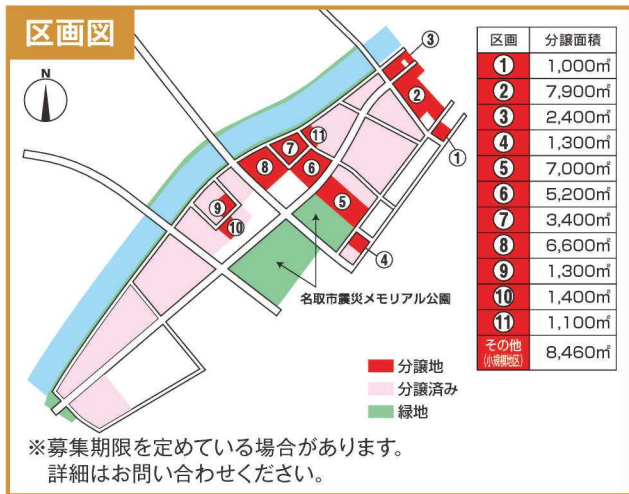 区画図
N
③
②
①
⑪
⑦
⑥
⑧
⑤
⑨
⑩
④
名取市震災メモリアル公園
分譲地
分譲済み
緑地
※募集期限を定めている場合があります。
詳細はお問い合わせください。
区画 分譲面積
① 1,000㎡
② 7,900㎡
③ 2,400㎡
④ 1,300㎡
⑤ 7,000㎡
⑥ 5,200㎡
⑦ 3,400㎡
⑧ 6,600㎡
⑨ 1,300㎡
⑩ 1,400㎡
⑪ 1,100㎡
その他 8,460㎡
(小規模地区)